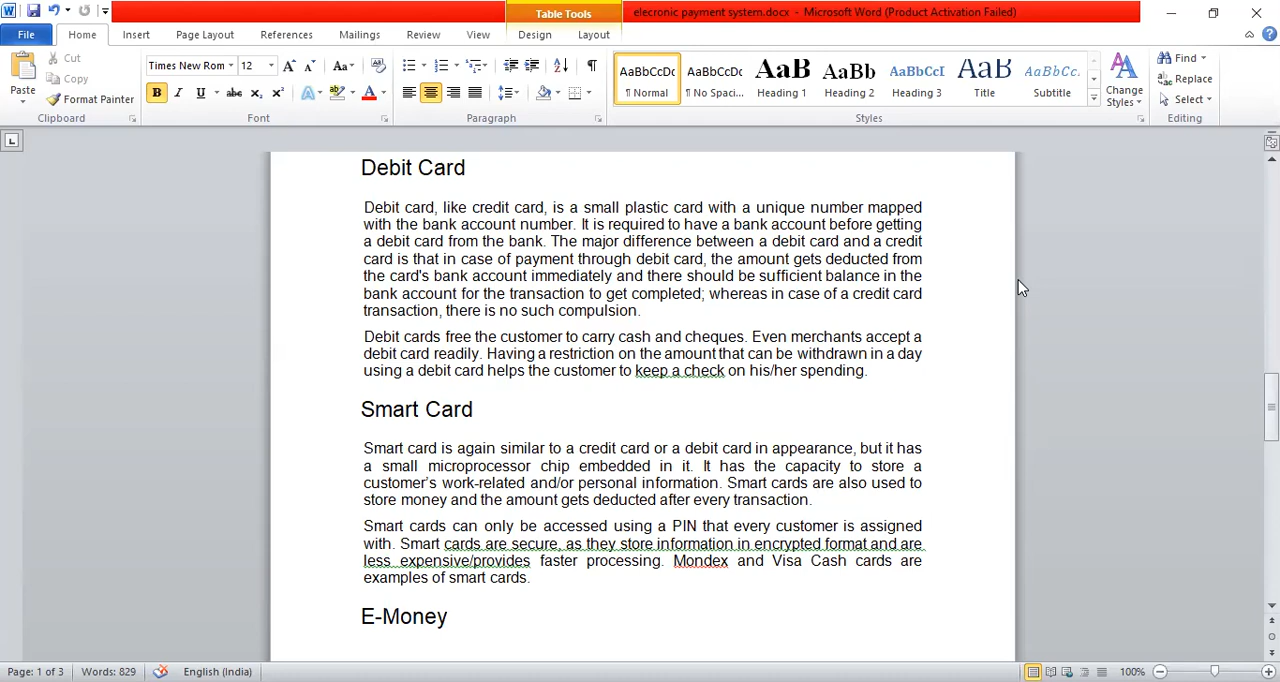 Table Tools
elecronic payment system.docx - Microsoft Word (Product Activation Failed)
File Home Insert Page Layout References Mailings Review View Design Layout
Paste
Cut
Copy
Format Painter
Clipboard
Times New Rom 12
Font
Paragraph
AaBbCcDc
¶ Normal
AaBbCcDc
¶ No Spaci...
AaB
Heading 1
AaBb
Heading 2
AaBbCcI
Heading 3
AaB
Title
AaBbCc.
Subtitle
Change Styles
Styles
Find
Replace
Select
Editing
Debit Card
Debit card, like credit card, is a small plastic card with a unique number mapped
with the bank account number. It is required to have a bank account before getting
a debit card from the bank. The major difference between a debit card and a credit
card is that in case of payment through debit card, the amount gets deducted from
the card's bank account immediately and there should be sufficient balance in the
bank account for the transaction to get completed; whereas in case of a credit card
transaction, there is no such compulsion.
Debit cards free the customer to carry cash and cheques. Even merchants accept a
debit card readily. Having a restriction on the amount that can be withdrawn in a day
using a debit card helps the customer to keep a check on his/her spending.
Smart Card
Smart card is again similar to a credit card or a debit card in appearance, but it has
a small microprocessor chip embedded in it. It has the capacity to store a
customer's work-related and/or personal information. Smart cards are also used to
store money and the amount gets deducted after every transaction.
Smart cards can only be accessed using a PIN that every customer is assigned
with. Smart cards are secure, as they store information in encrypted format and are
less expensive/provides faster processing. Mondex and Visa Cash cards are
examples of smart cards.
E-Money
Page: 1 of 3 Words: 829 English (India) 100%